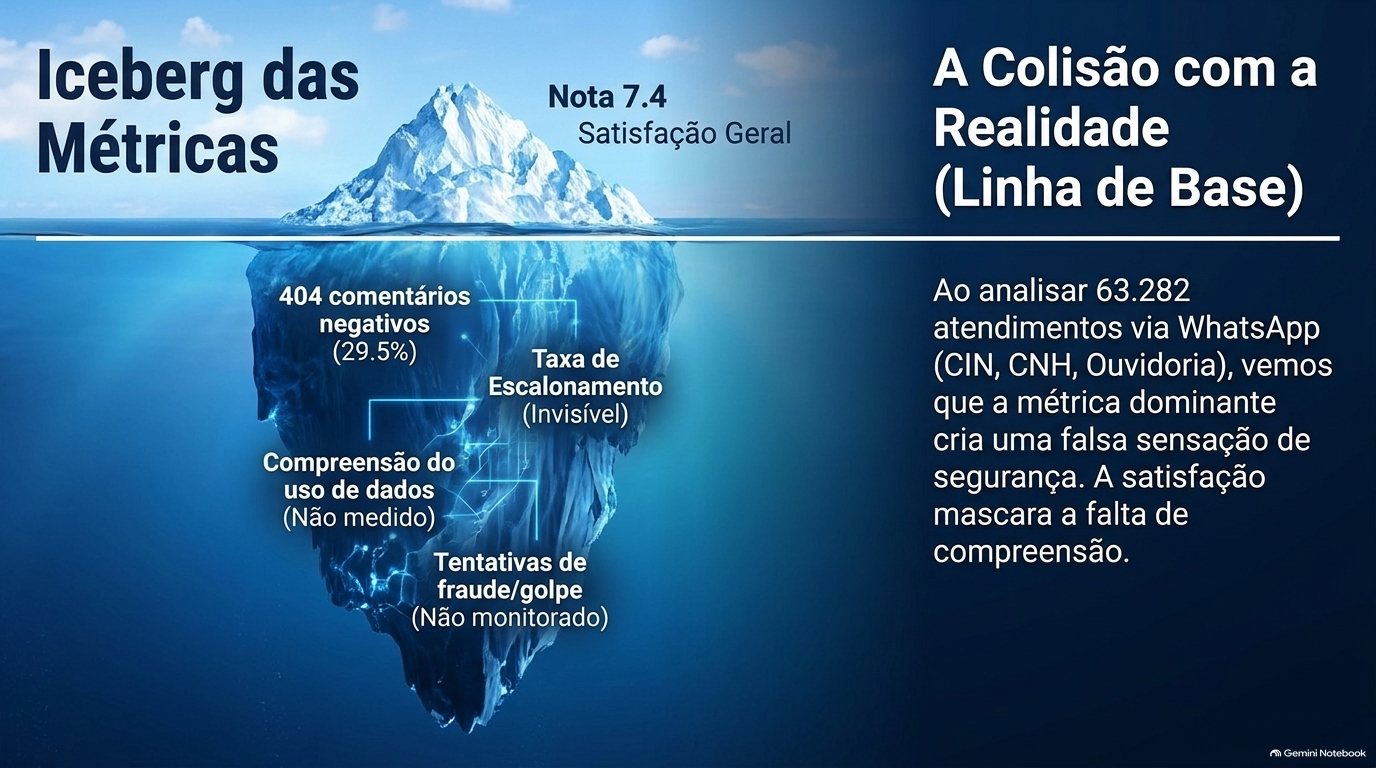 Iceberg das
Métricas
Nota 7.4
Satisfação Geral
404 comentários
negativos
(29.5%)
Taxa de
Escalonamento
(Invisível)
Compreensão do
uso de dados
(Não medido)
Tentativas de
fraude/golpe
(Não monitorado)
A Colisão com a
Realidade
(Linha de Base)
Ao analisar 63.282
atendimentos via WhatsApp
(CIN, CNH, Ouvidoria), vemos
que a métrica dominante
cria uma falsa sensação de
segurança. A satisfação
mascara a falta de
compreensão.
Gemini Notebook